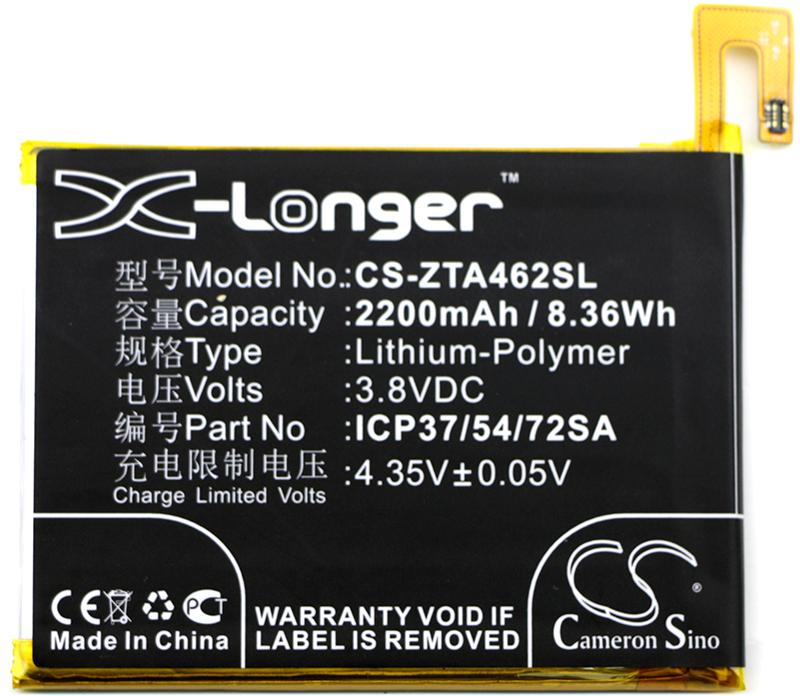 X-Longer™
型号Model No.:CS-ZTA462SL
容量Capacity :2200mAh / 8.36Wh
规格Type :Lithium-Polymer
电压Volts :3.8VDC
编号Part No :ICP37/54/72SA
充电限制电压 :4.35V±0.05V
Charge Limited Volts
CE PCT
Made In China
WARRANTY VOID IF
LABEL IS REMOVED
CS ®
Cameron Sino